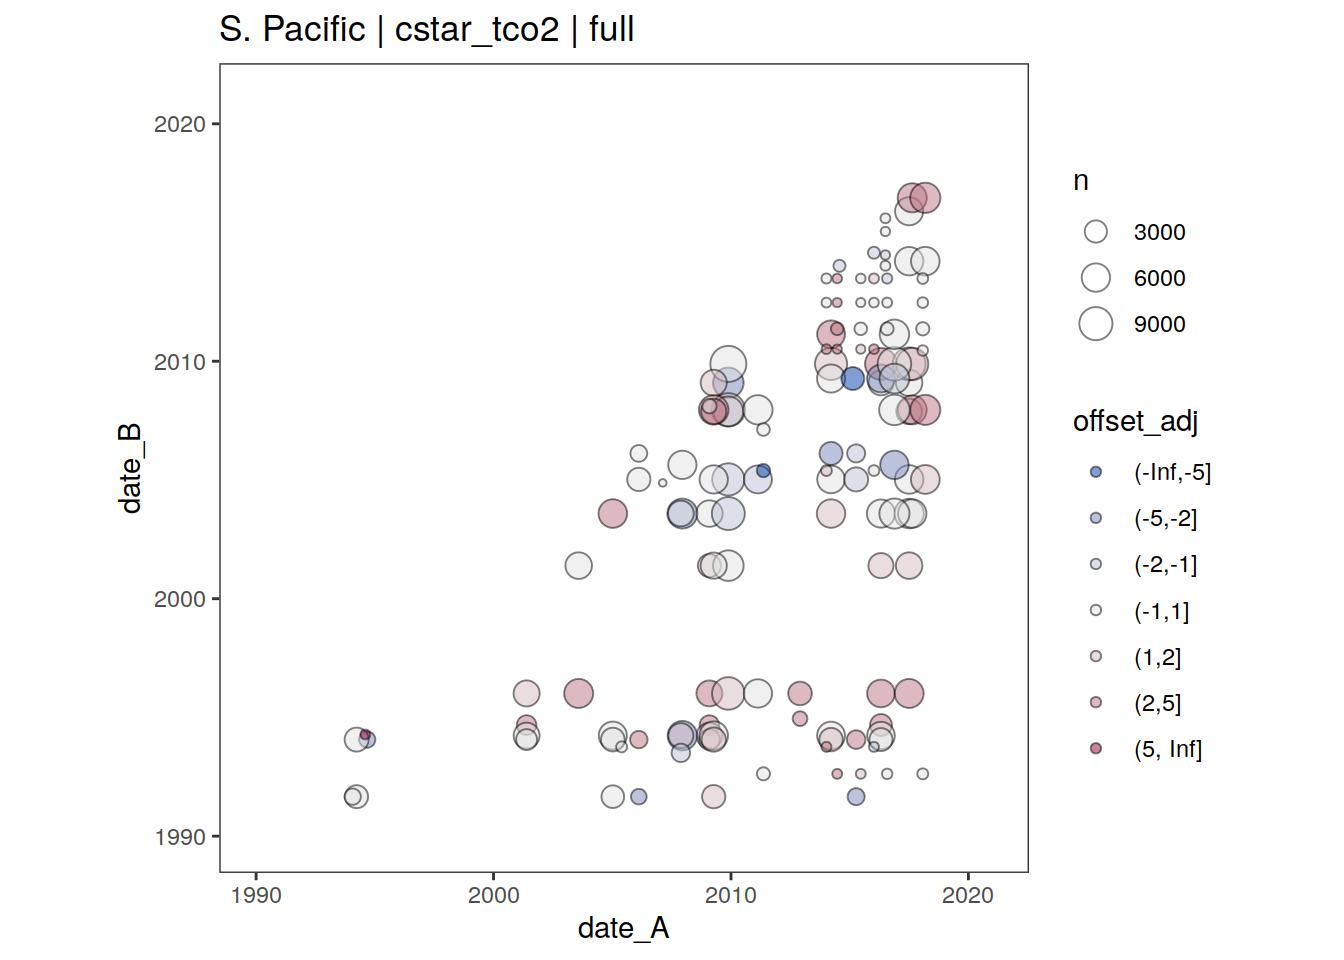 S. Pacific | cstar_tco2 | full
date_B
2020
2010
2000
1990
1990 2000 2010 2020
date_A
n
3000
6000
9000
offset_adj
(-Inf,-5]
(-5,-2]
(-2,-1]
(-1,1]
(1,2]
(2,5]
(5, Inf]